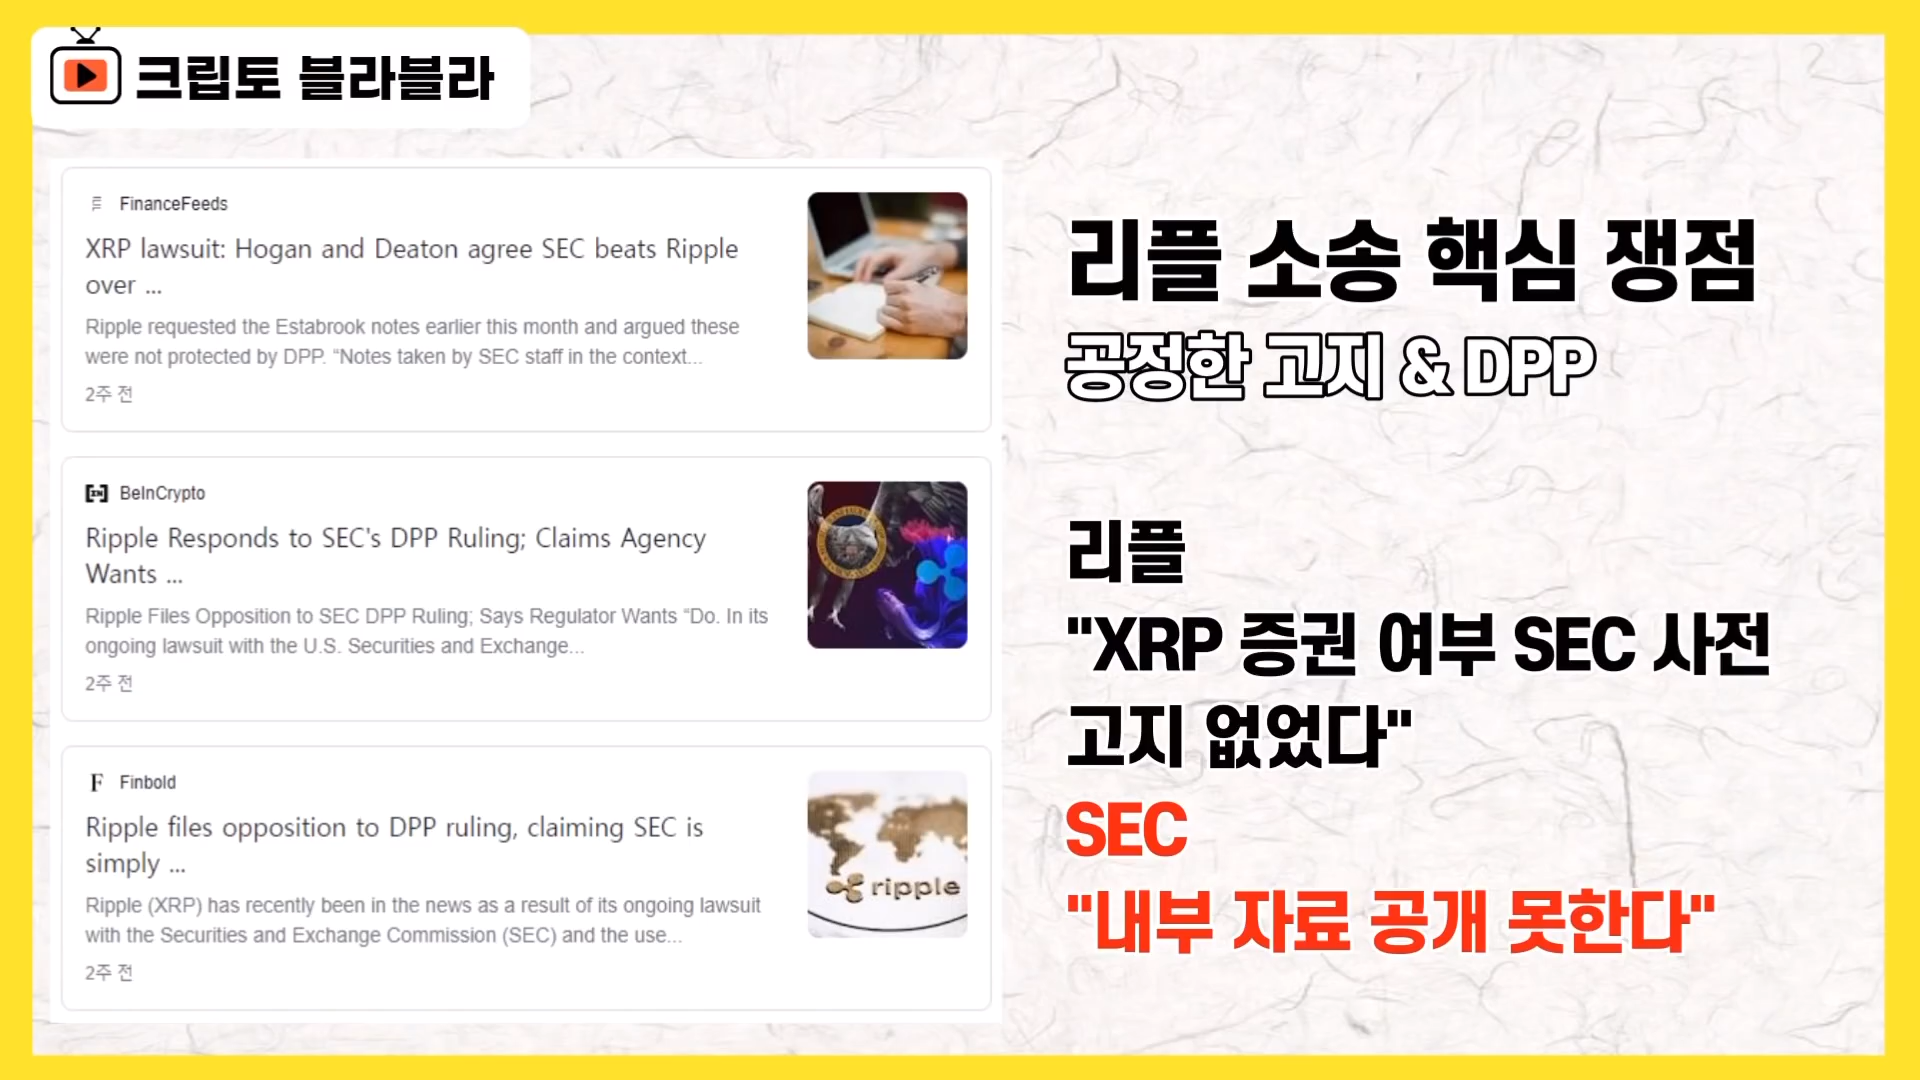 크립토 블라블라
FinanceFeeds
XRP lawsuit: Hogan and Deaton agree SEC beats Ripple
over ...
Ripple requested the Estabrook notes earlier this month and argued these
were not protected by DPP. “Notes taken by SEC staff in the context...
2주 전
BeInCrypto
Ripple Responds to SEC's DPP Ruling; Claims Agency
Wants ...
Ripple Files Opposition to SEC DPP Ruling; Says Regulator Wants “Do. In its
ongoing lawsuit with the U.S. Securities and Exchange...
2주 전
Finbold
Ripple files opposition to DPP ruling, claiming SEC is
simply ...
Ripple (XRP) has recently been in the news as a result of its ongoing lawsuit
with the Securities and Exchange Commission (SEC) and the use...
2주 전
ripple
리플 소송 핵심 쟁점
공정한 고지 & DPP
리플
"XRP 증권 여부 SEC 사전
고지 없었다"
SEC
"내부 자료 공개 못한다"